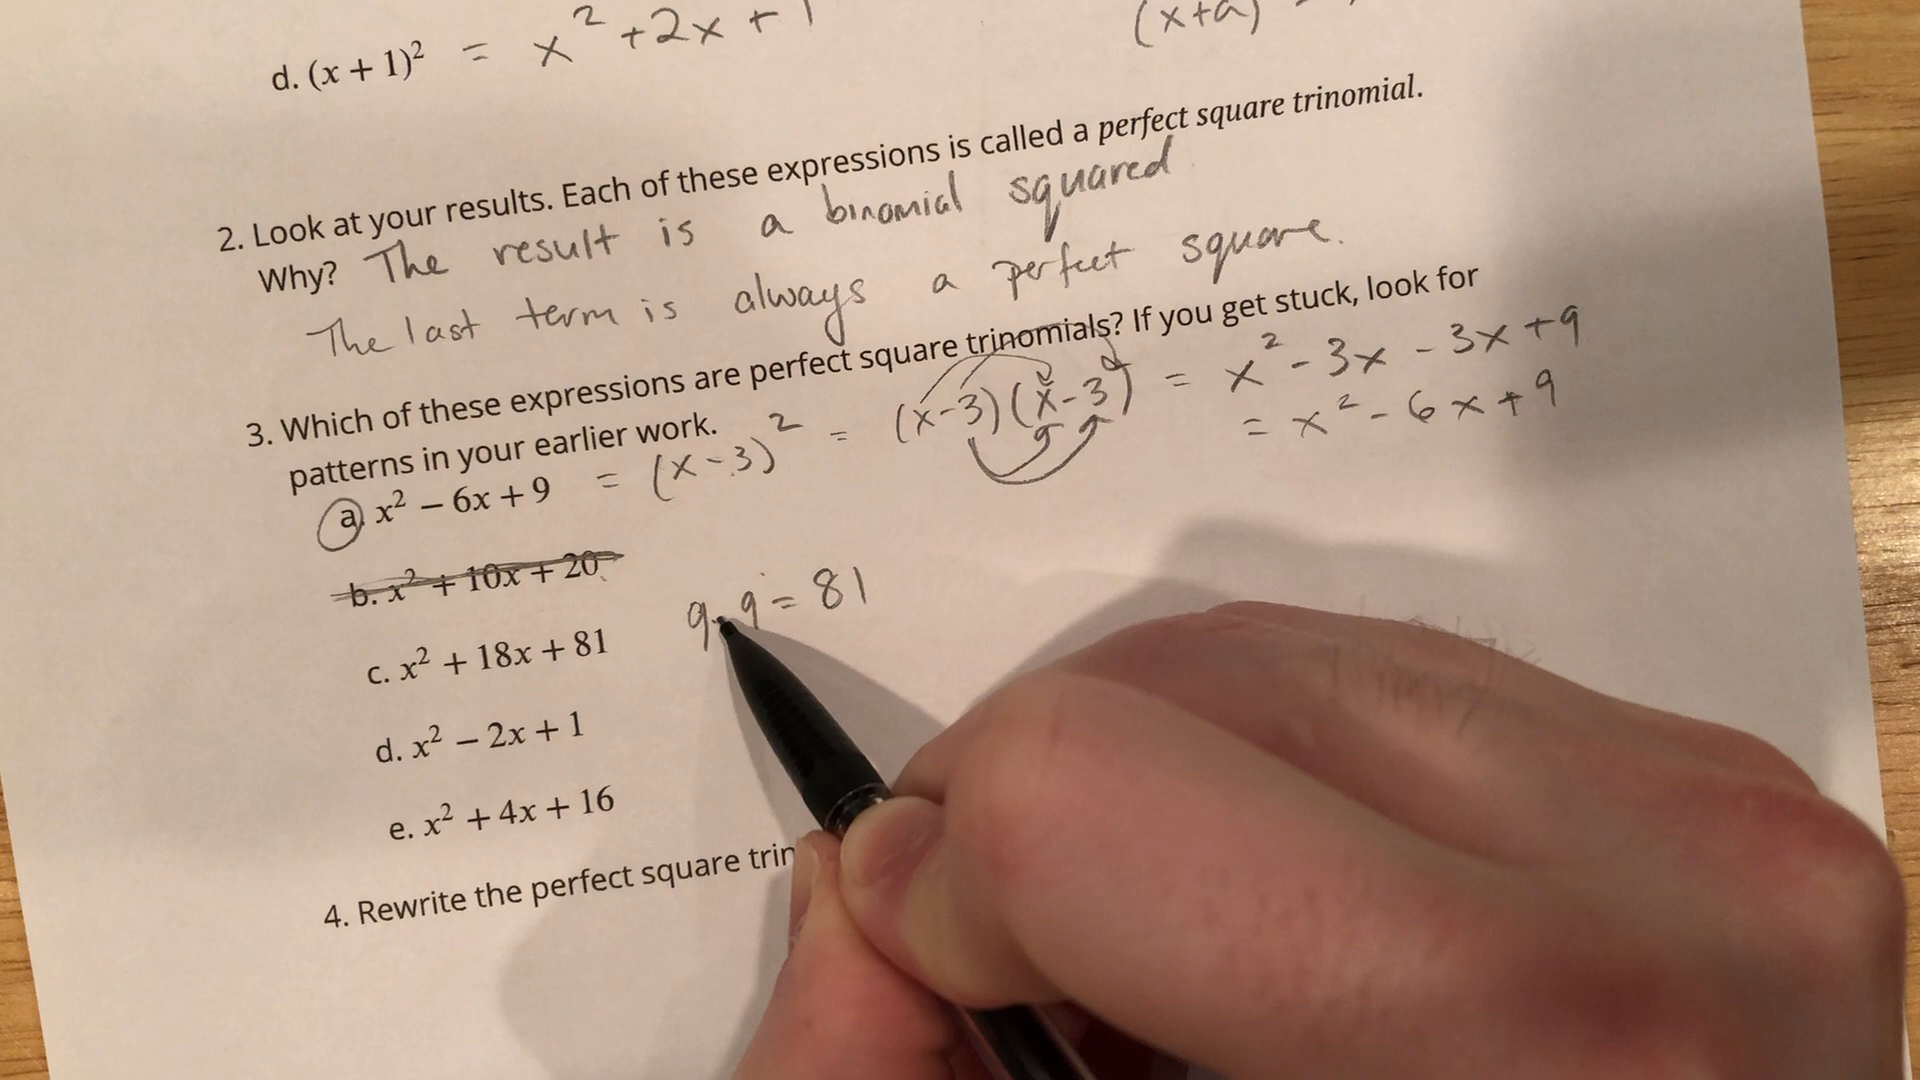 d. (x + 1)² = x² + 2x + 1
(x+a)
2. Look at your results. Each of these expressions is called a perfect square trinomial.
Why? The result is a binomial squared
The last term is always a perfect square.
3. Which of these expressions are perfect square trinomials? If you get stuck, look for
patterns in your earlier work.
a. x² − 6x + 9 = (x-3)² = (x-3)(x-3) = x² - 3x - 3x + 9
= x² - 6x + 9
b. x² + 10x + 20
9·9 = 81
c. x² + 18x + 81
d. x² − 2x + 1
e. x² + 4x + 16
4. Rewrite the perfect square trin